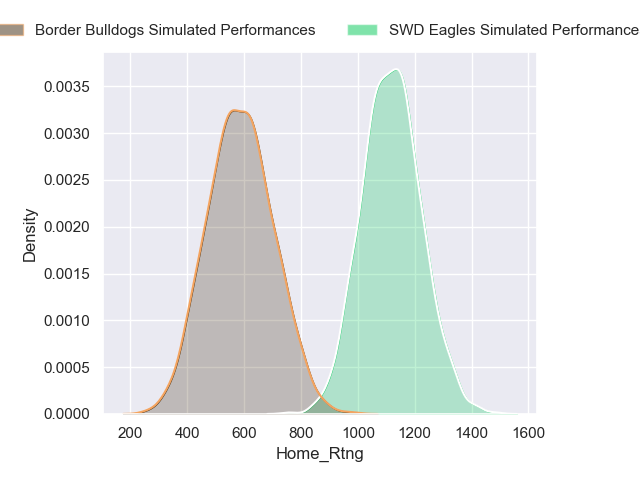 Border Bulldogs Simulated Performances SWD Eagles Simulated Performance
0.0035
0.0030
0.0025
0.0020
0.0015
0.0010
0.0005
0.0000
Density
200 400 600 800 1000 1200 1400 1600
Home_Rtng